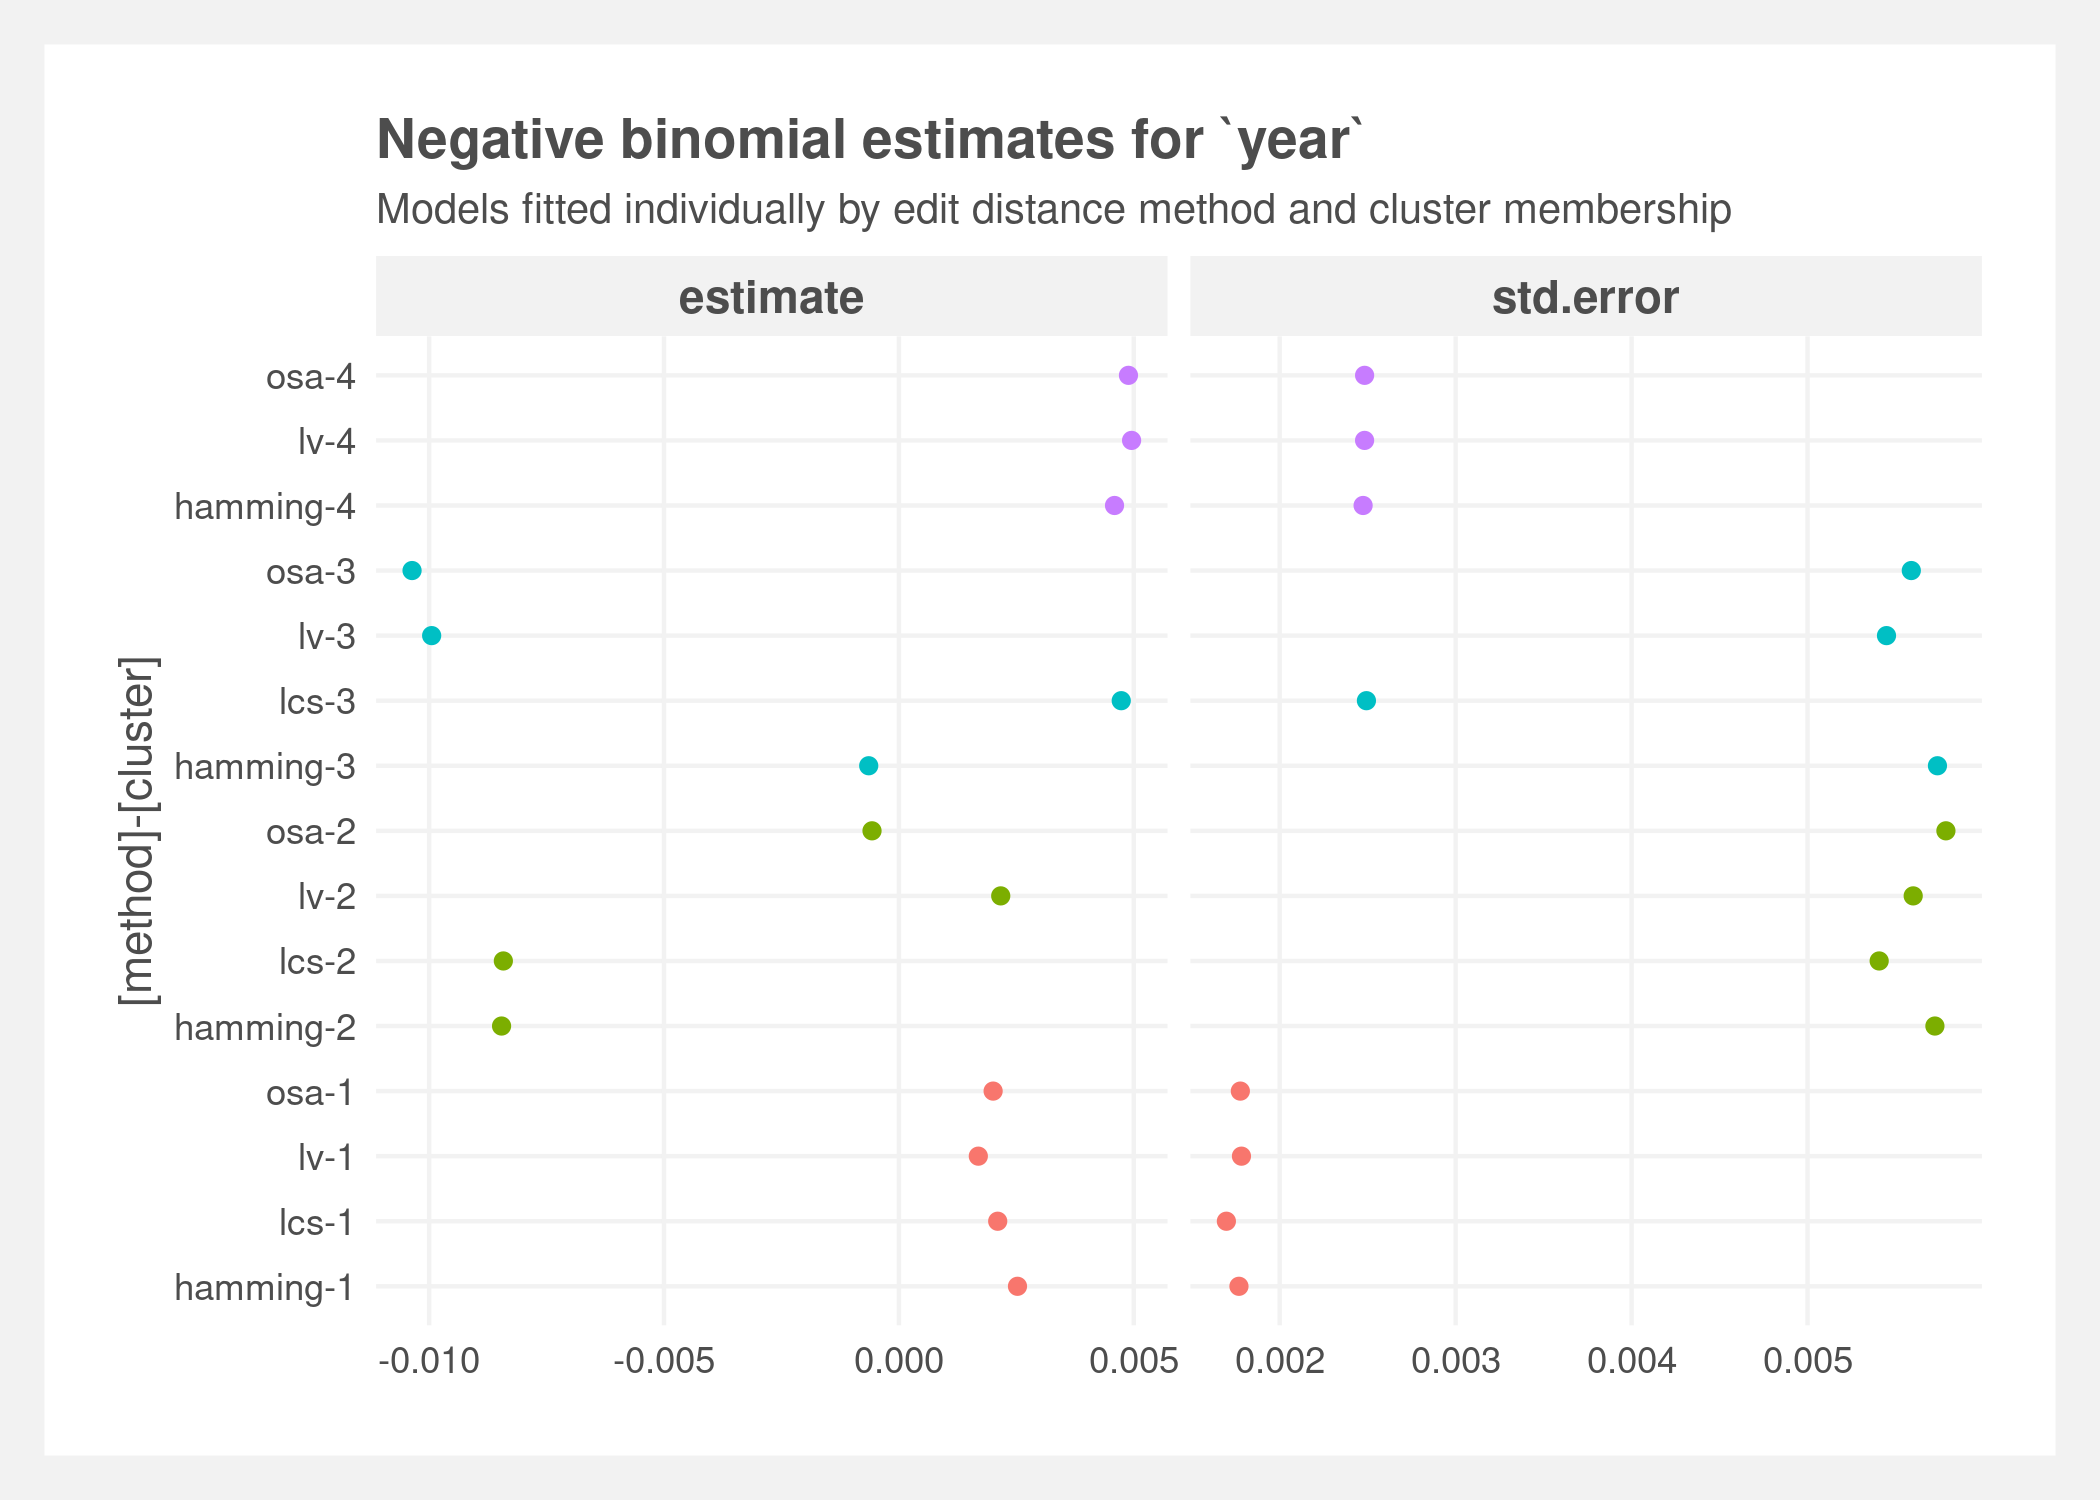 Negative binomial estimates for `year`
Models fitted individually by edit distance method and cluster membership
estimate std.error
[method]-[cluster]
osa-4
lv-4
hamming-4
osa-3
lv-3
lcs-3
hamming-3
osa-2
lv-2
lcs-2
hamming-2
osa-1
lv-1
lcs-1
hamming-1
-0.010 -0.005 0.000 0.005 0.002 0.003 0.004 0.005